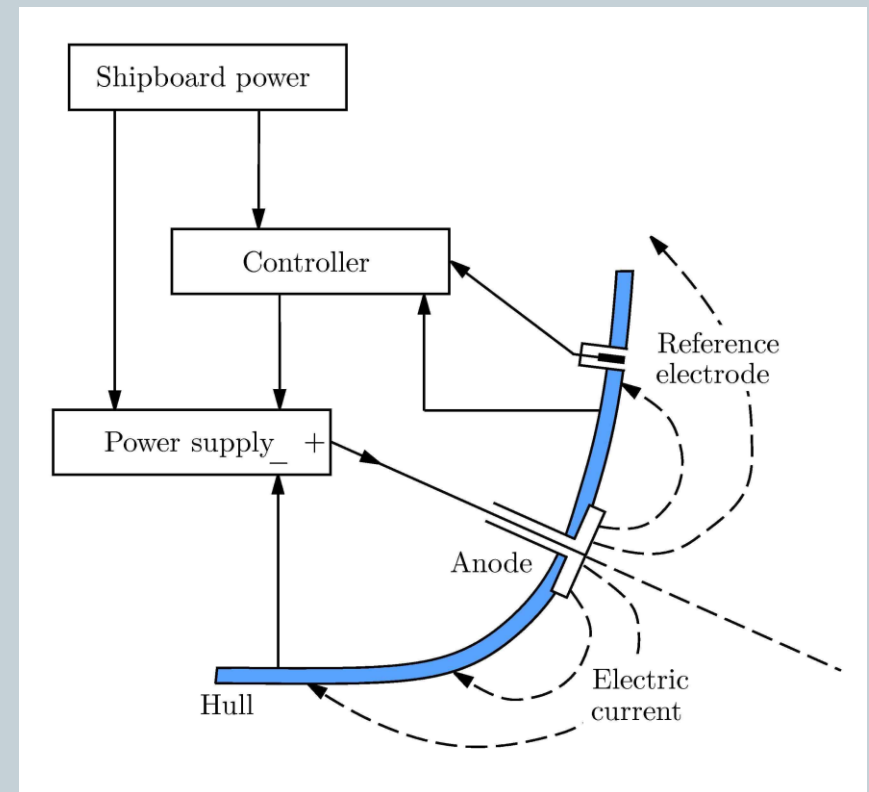 Shipboard power
Controller
Reference
electrode
Power supply_ +
Anode
Electric
current
Hull